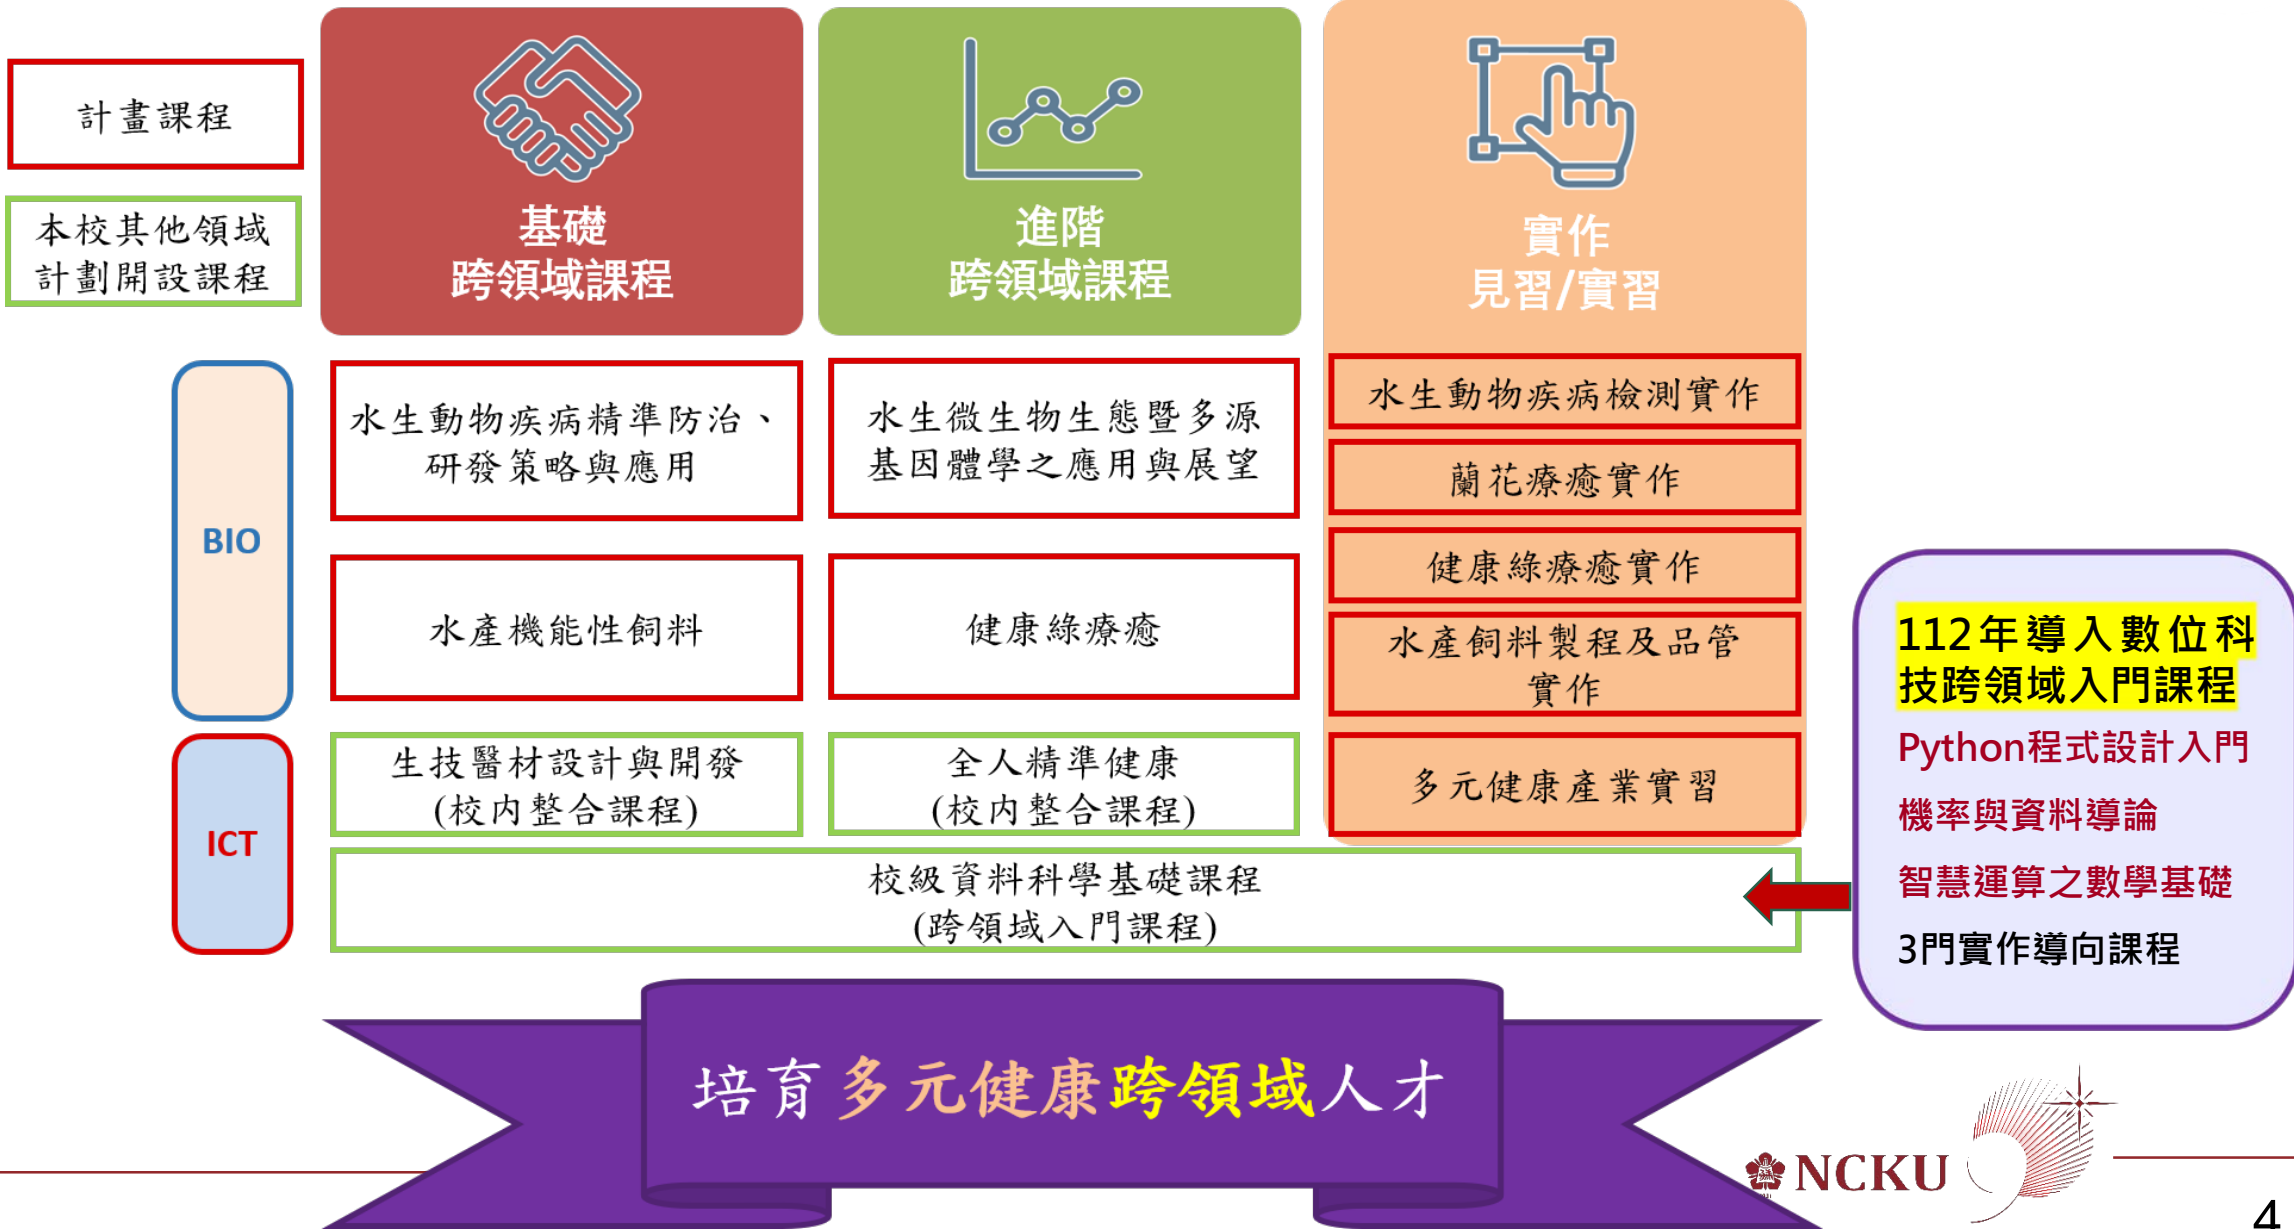 計畫課程
本校其他領域
計劃開設課程
基礎
跨領域課程
進階
跨領域課程
實作
見習/實習
BIO
水生動物疾病精準防治、
研發策略與應用
水生微生物生態暨多源
基因體學之應用與展望
水生動物疾病檢測實作
蘭花療癒實作
水產機能性飼料
健康綠療癒
健康綠療癒實作
水產飼料製程及品管
實作
ICT
生技醫材設計與開發
(校內整合課程)
全人精準健康
(校內整合課程)
多元健康產業實習
校級資料科學基礎課程
(跨領域入門課程)
112年導入數位科
技跨領域入門課程
Python程式設計入門
機率與資料導論
智慧運算之數學基礎
3門實作導向課程
培育多元健康跨領域人才
NCKU
4